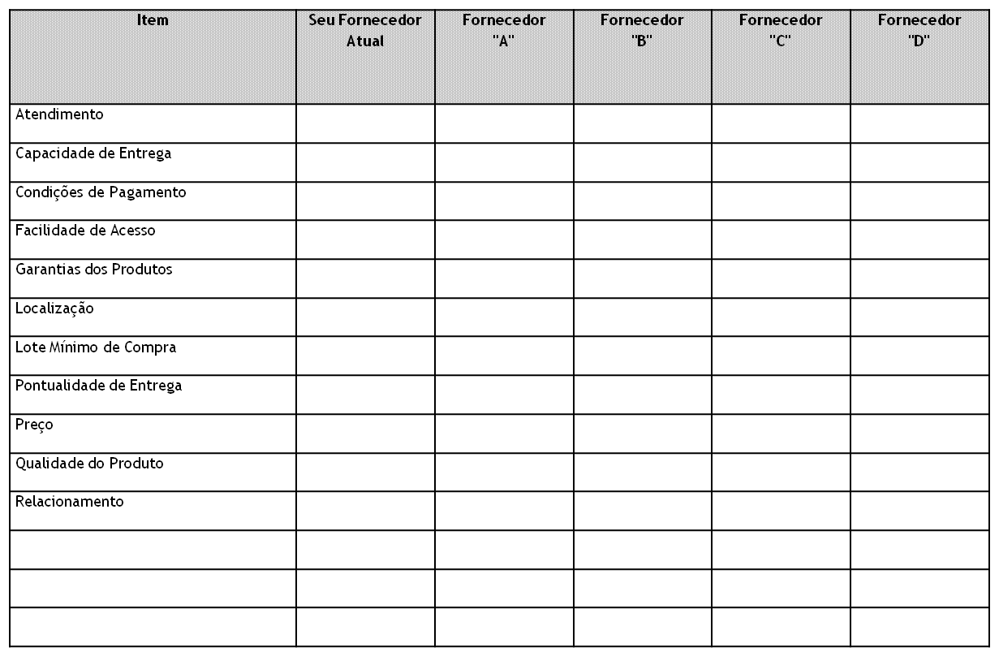 Item
Seu Fornecedor
Atual
Fornecedor
"A"
Fornecedor
"B"
Fornecedor
"C"
Fornecedor
"D"
Atendimento
Capacidade de Entrega
Condições de Pagamento
Facilidade de Acesso
Garantias dos Produtos
Localização
Lote Mínimo de Compra
Pontualidade de Entrega
Preço
Qualidade do Produto
Relacionamento